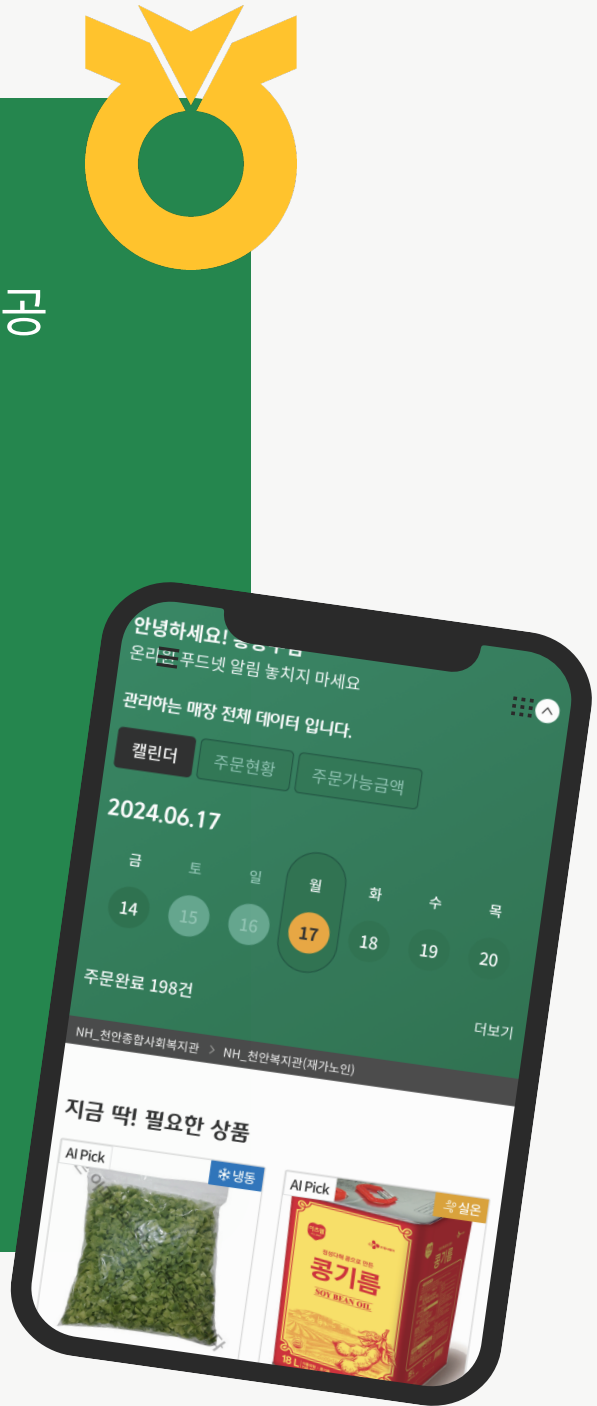 공
안녕하세요!
온라인 푸드넷 알림 놓치지 마세요
관리하는 매장 전체 데이터 입니다.
캘린더 주문현황 주문가능금액
2024.06.17
금 토 일 월 화 수 목
14 15 16 17 18 19 20
주문완료 198건
더보기
NH_천안종합사회복지관 > NH_천안복지관(재가노인)
지금 딱! 필요한 상품
AI Pick 냉동
AI Pick 실온
콩기름
SOY BEAN OIL
18 L
콩기름